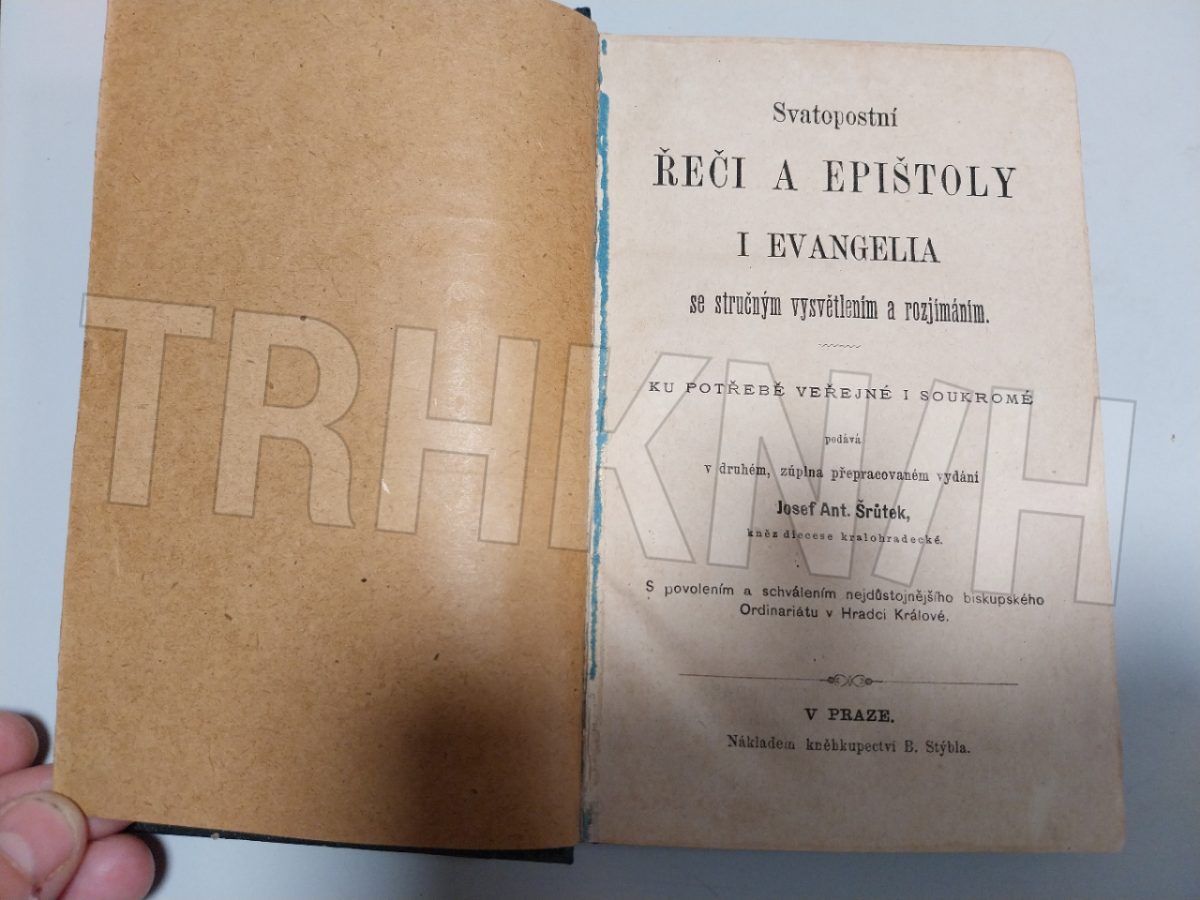 Svatopostní
ŘEČI A EPIŠTOLY
I EVANGELIA
se stručným vysvětlením a rozjímáním.
KU POTŘEBĚ VEŘEJNÉ I SOUKROMÉ
podává
v druhém, zúplna přepracovaném vydání
Josef Ant. Šrůtek,
kněz diecese kralohradecké.
S povolením a schválením nejdůstojnějšího biskupského
Ordinariátu v Hradci Králové.
V PRAZE.
Nákladem kněhkupectví B. Stýbla.
TRHKNIH